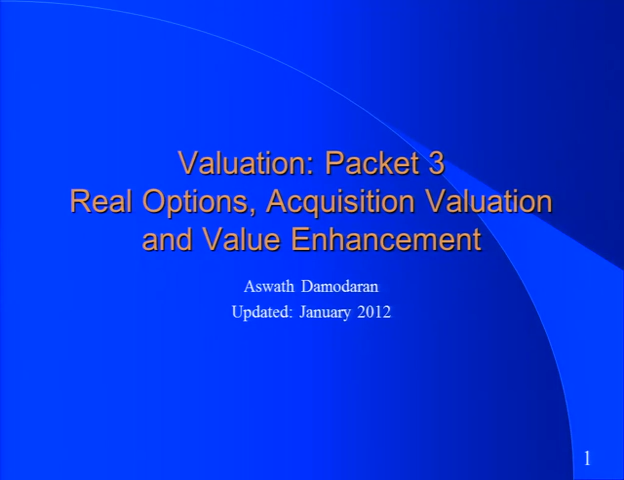 Valuation: Packet 3
Real Options, Acquisition Valuation
and Value Enhancement
Aswath Damodaran
Updated: January 2012
1